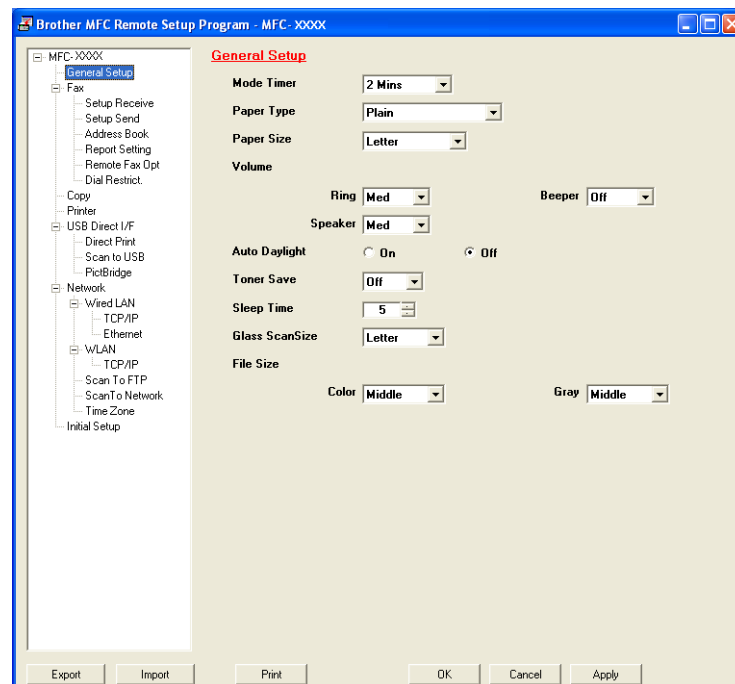 Brother MFC Remote Setup Program - MFC- XXXX
MFC-XXXX
General Setup
Fax
Setup Receive
Setup Send
Address Book
Report Setting
Remote Fax Opt
Dial Restrict.
Copy
Printer
USB Direct I/F
Direct Print
Scan to USB
PictBridge
Network
Wired LAN
TCP/IP
Ethernet
WLAN
TCP/IP
Scan To FTP
ScanTo Network
Time Zone
Initial Setup
General Setup
Mode Timer 2 Mins
Paper Type Plain
Paper Size Letter
Volume
Ring Med Beeper Off
Speaker Med
Auto Daylight On Off
Toner Save Off
Sleep Time 5
Glass ScanSize Letter
File Size
Color Middle Gray Middle
Export Import Print OK Cancel Apply